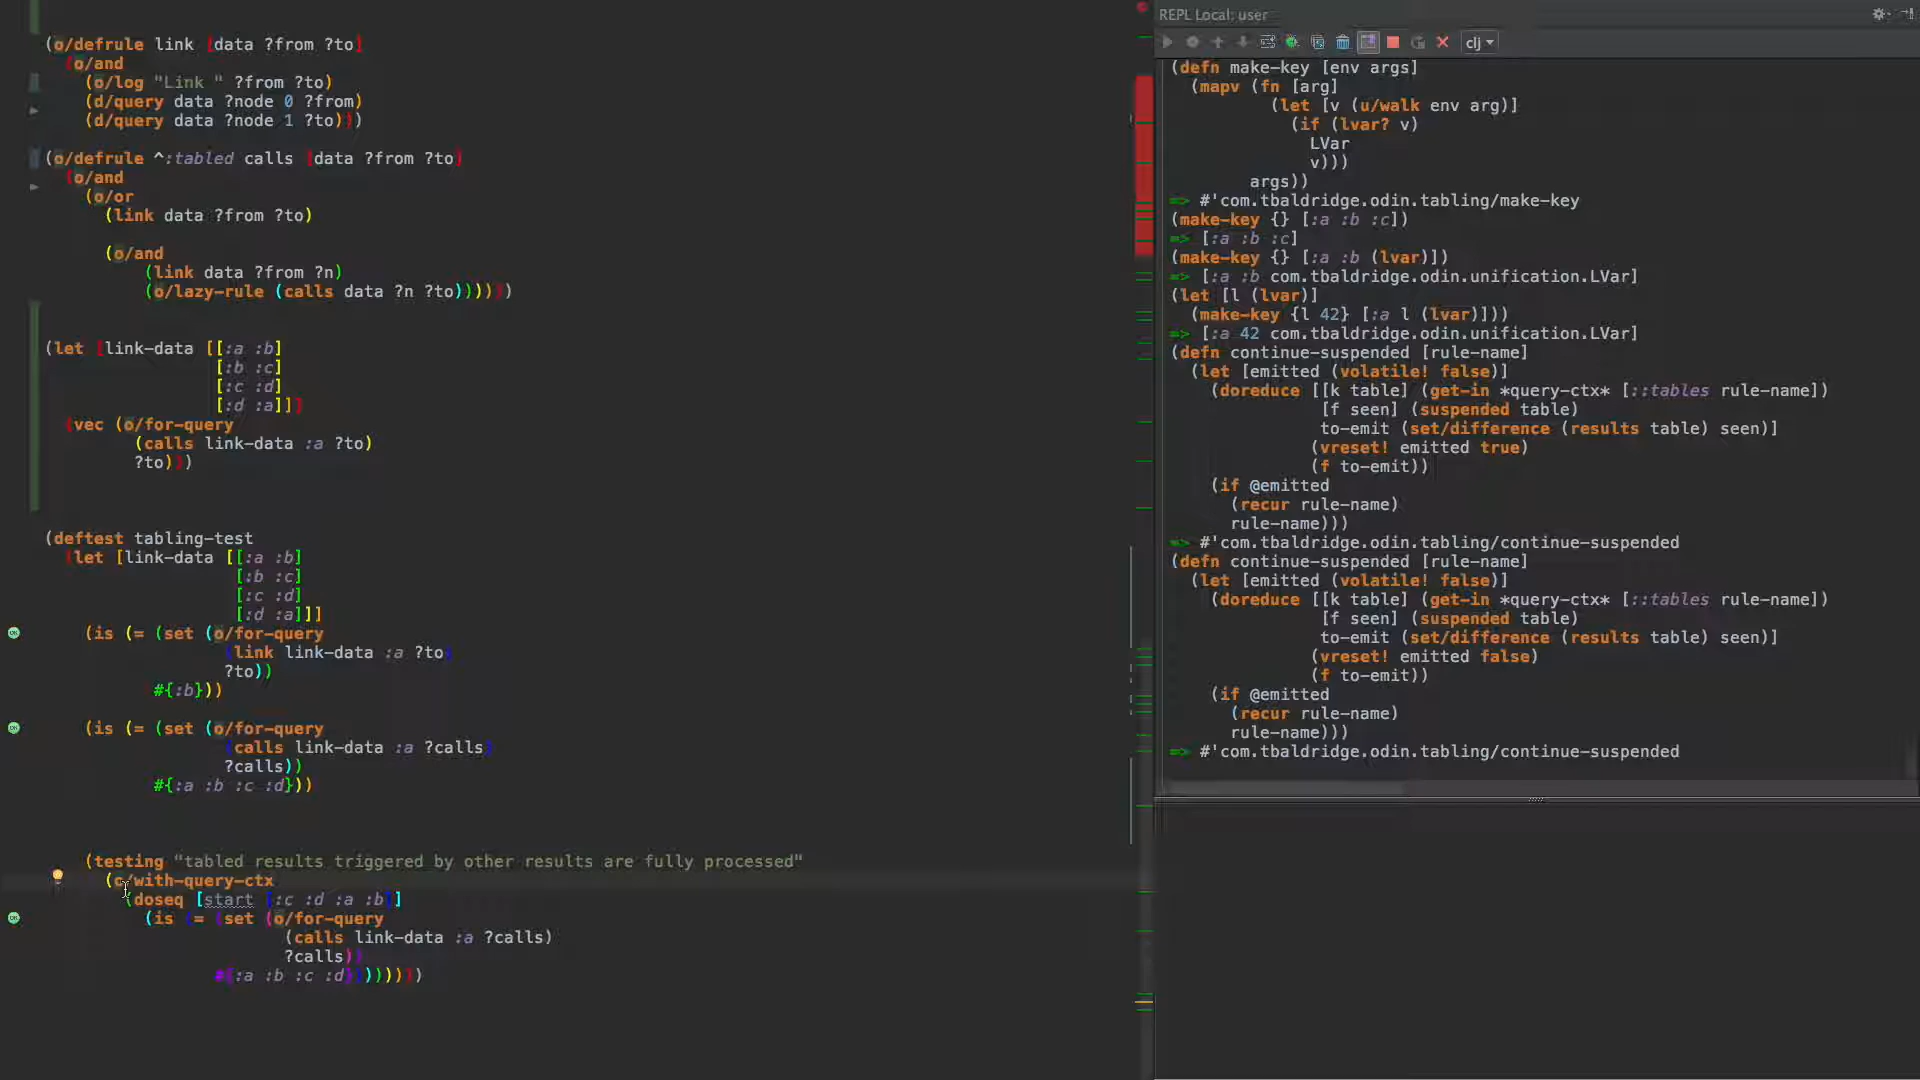 (o/defrule link [data ?from ?to]
(o/and
(o/log "Link " ?from ?to)
(d/query data ?node 0 ?from)
(d/query data ?node 1 ?to)))
(o/defrule ^:tabled calls [data ?from ?to]
(o/and
(o/or
(link data ?from ?to)
(o/and
(link data ?from ?n)
(o/lazy-rule (calls data ?n ?to))))))
(let [link-data [[:a :b]
[:b :c]
[:c :d]
[:d :a]]]
(vec (o/for-query
(calls link-data :a ?to)
?to)))
(deftest tabling-test
(let [link-data [[:a :b]
[:b :c]
[:c :d]
[:d :a]]]
(is (= (set (o/for-query
(link link-data :a ?to)
?to))
#{:b}))
(is (= (set (o/for-query
(calls link-data :a ?calls)
?calls))
#{:a :b :c :d}))
(testing "tabled results triggered by other results are fully processed"
(o/with-query-ctx
(doseq [start [:c :d :a :b]]
(is (= (set (o/for-query
(calls link-data :a ?calls)
?calls))
#{:a :b :c :d})))))))
REPL Local: user
clj
(defn make-key [env args]
(mapv (fn [arg]
(let [v (u/walk env arg)]
(if (lvar? v)
LVar
v)))
args))
=> #'com.tbaldridge.odin.tabling/make-key
(make-key {} [:a :b :c])
=> [:a :b :c]
(make-key {} [:a :b (lvar)])
=> [:a :b com.tbaldridge.odin.unification.LVar]
(let [l (lvar)]
(make-key {l 42} [:a l (lvar)]))
=> [:a 42 com.tbaldridge.odin.unification.LVar]
(defn continue-suspended [rule-name]
(let [emitted (volatile! false)]
(doreduce [[k table] (get-in *query-ctx* [::tables rule-name])
[f seen] (suspended table)
to-emit (set/difference (results table) seen)]
(vreset! emitted true)
(f to-emit))
(if @emitted
(recur rule-name)
rule-name)))
=> #'com.tbaldridge.odin.tabling/continue-suspended
(defn continue-suspended [rule-name]
(let [emitted (volatile! false)]
(doreduce [[k table] (get-in *query-ctx* [::tables rule-name])
[f seen] (suspended table)
to-emit (set/difference (results table) seen)]
(vreset! emitted false)
(f to-emit))
(if @emitted
(recur rule-name)
rule-name)))
=> #'com.tbaldridge.odin.tabling/continue-suspended